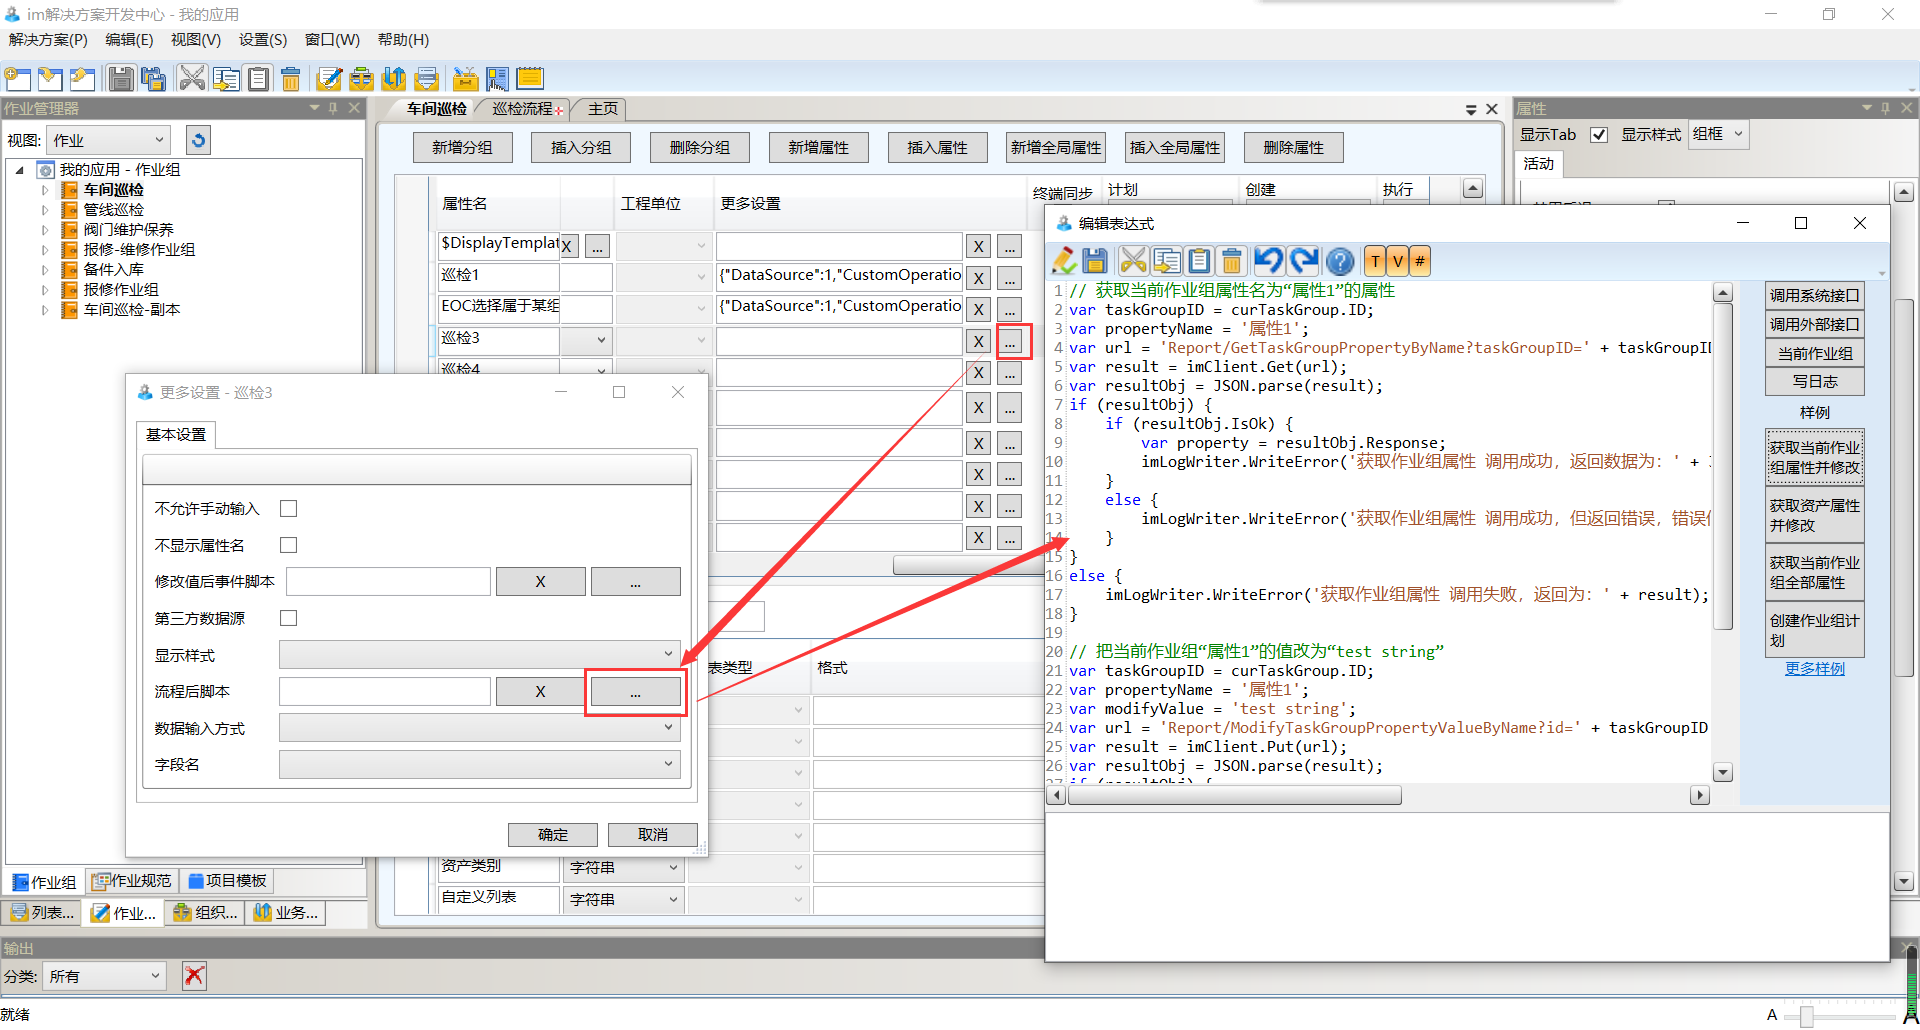 im解决方案开发中心 - 我的应用
解决方案(P) 编辑(E) 视图(V) 设置(S) 窗口(W) 帮助(H)
作业管理器
视图: 作业
我的应用 - 作业组
车间巡检
管线巡检
阀门维护保养
报修-维修作业组
备件入库
报修作业组
车间巡检-副本
作业组 作业规范 项目模板
列表... 作业... 组织... 业务...
车间巡检 巡检流程 主页
新增分组 插入分组 删除分组 新增属性 插入属性 新增全局属性 插入全局属性 删除属性
属性名 工程单位 更多设置 终端同步 计划 创建 执行
$DisplayTemplat X ... X ...
巡检1 {"DataSource":1,"CustomOperatio X ...
EOC选择属于某组 {"DataSource":1,"CustomOperatio X ...
巡检3 X ...
巡检4 X ...
X ...
X ...
X ...
X ...
X ...
表类型 格式
资产类别 字符串
自定义列表 字符串
属性
显示Tab 显示样式 组框
活动
更多设置 - 巡检3
基本设置
不允许手动输入
不显示属性名
修改值后事件脚本 X ...
第三方数据源
显示样式
流程后脚本 X ...
数据输入方式
字段名
确定 取消
编辑表达式
T V #
1 // 获取当前作业组属性名为“属性1”的属性
2 var taskGroupID = curTaskGroup.ID;
3 var propertyName = '属性1';
4 var url = 'Report/GetTaskGroupPropertyByName?taskGroupID=' + taskGroupI
5 var result = imClient.Get(url);
6 var resultObj = JSON.parse(result);
7 if (resultObj) {
8 if (resultObj.IsOk) {
9 var property = resultObj.Response;
10 imLogWriter.WriteError('获取作业组属性 调用成功，返回数据为：' +
11 }
12 else {
13 imLogWriter.WriteError('获取作业组属性 调用成功，但返回错误，错误
14 }
15 }
16 else {
17 imLogWriter.WriteError('获取作业组属性 调用失败，返回为：' + result);
18 }
19
20 // 把当前作业组“属性1”的值改为“test string”
21 var taskGroupID = curTaskGroup.ID;
22 var propertyName = '属性1';
23 var modifyValue = 'test string';
24 var url = 'Report/ModifyTaskGroupPropertyValueByName?id=' + taskGroupID
25 var result = imClient.Put(url);
26 var resultObj = JSON.parse(result);
调用系统接口
调用外部接口
当前作业组
写日志
样例
获取当前作业
组属性并修改
获取资产属性
并修改
获取当前作业
组全部属性
创建作业组计
划
更多样例
输出
分类: 所有
就绪
A A